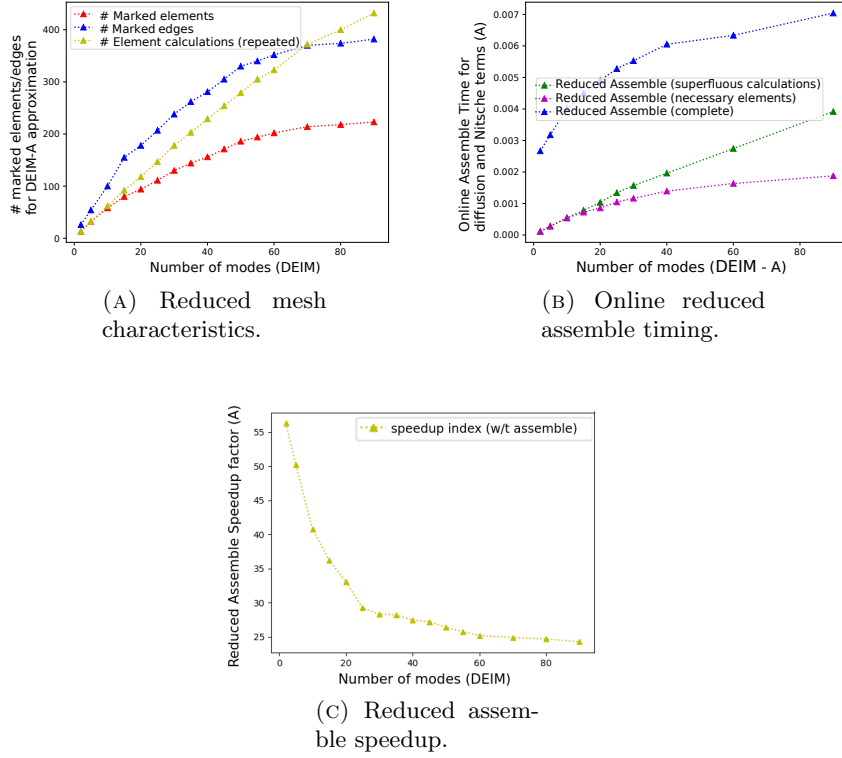 # Marked elements
# Marked edges
# Element calculations (repeated)
400
300
200
100
0
# marked elements/edges
for DEIM-A approximation
0 20 40 60 80
Number of modes (DEIM)
(A) Reduced mesh
characteristics.
0.007
0.006
0.005
0.004
0.003
0.002
0.001
0.000
Online Assemble Time for
diffusion and Nitsche terms (A)
Reduced Assemble (superfluous calculations)
Reduced Assemble (necessary elements)
Reduced Assemble (complete)
0 20 40 60 80
Number of modes (DEIM - A)
(B) Online reduced
assemble timing.
speedup index (w/t assemble)
55
50
45
40
35
30
25
Reduced Assemble Speedup factor (A)
0 20 40 60 80
Number of modes (DEIM)
(C) Reduced assem-
ble speedup.